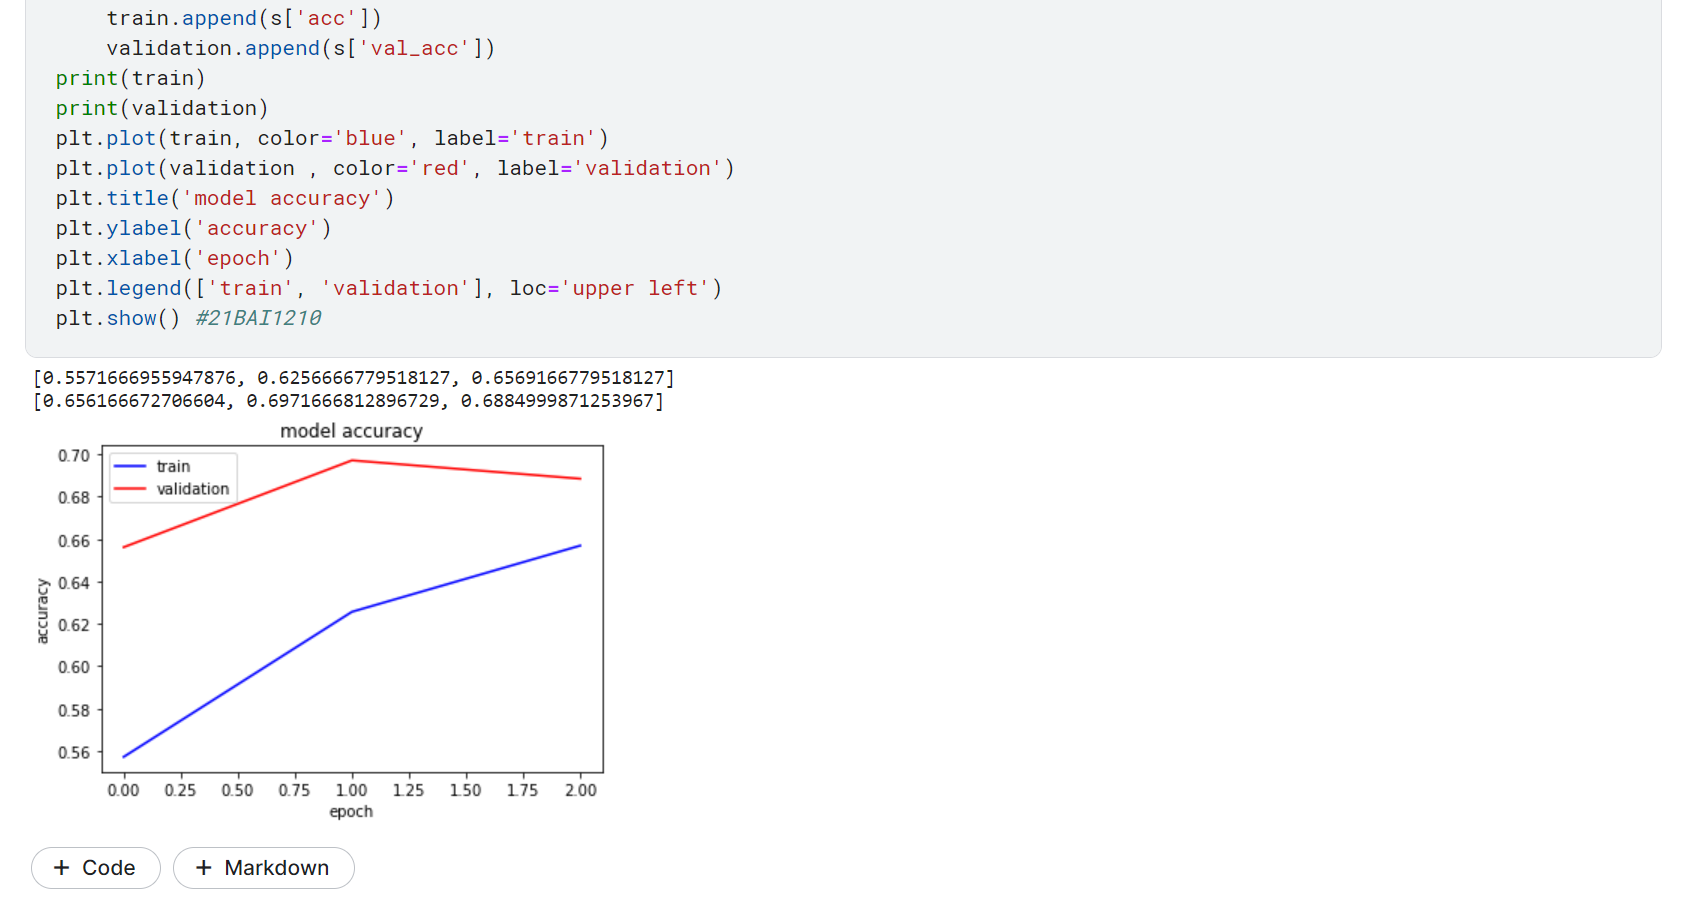 train.append(s['acc'])
validation.append(s['val_acc'])
print(train)
print(validation)
plt.plot(train, color='blue', label='train')
plt.plot(validation , color='red', label='validation')
plt.title('model accuracy')
plt.ylabel('accuracy')
plt.xlabel('epoch')
plt.legend(['train', 'validation'], loc='upper left')
plt.show() #21BAI1210
[0.5571666955947876, 0.6256666779518127, 0.6569166779518127]
[0.656166672706604, 0.6971666812896729, 0.6884999871253967]
model accuracy
train
validation
0.70
0.68
0.66
0.64
0.62
0.60
0.58
0.56
accuracy
0.00 0.25 0.50 0.75 1.00 1.25 1.50 1.75 2.00
epoch
+ Code + Markdown